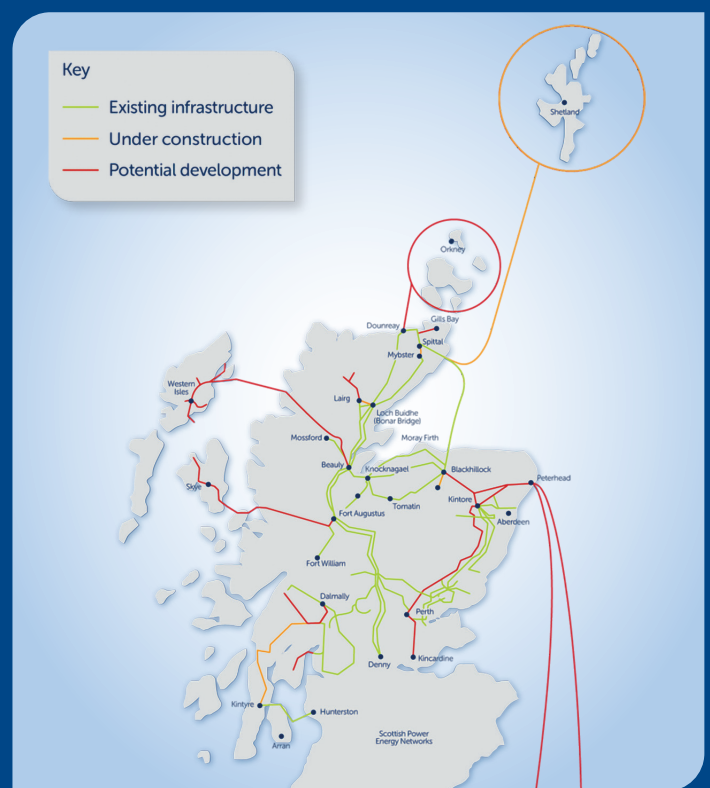 Key
Existing infrastructure
Under construction
Potential development
Shetland
Orkney
Gills Bay
Dounreay
Spittal
Mybster
Western
Isles
Lairg
Loch Buidhe
(Bonar Bridge)
Mossford
Moray Firth
Beauly
Knocknagael
Blackhillock
Peterhead
Skye
Kintore
Tomatin
Fort Augustus
Aberdeen
Fort William
Dalmally
Perth
Denny
Kincardine
Kintyre
Hunterston
Arran
Scottish Power
Energy Networks